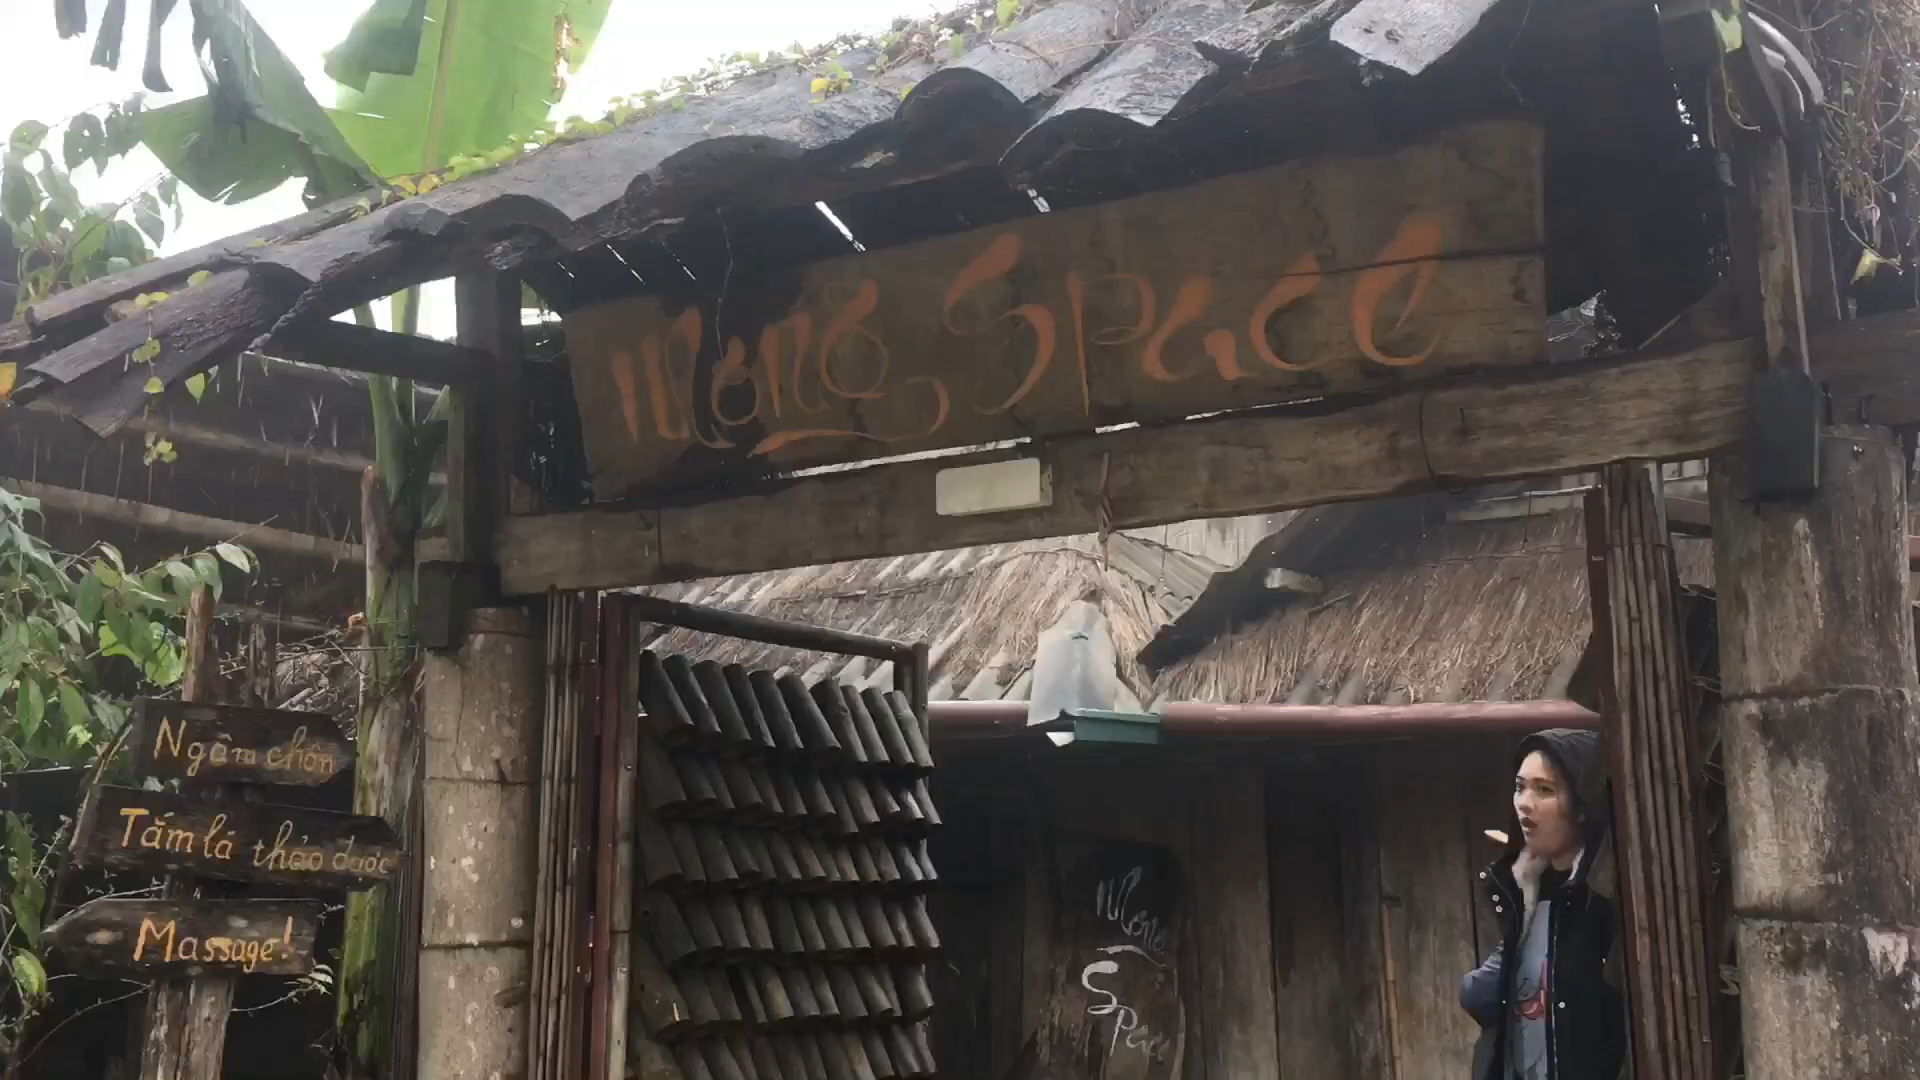 Mong Space
Ngâm chân
Tắm lá thảo dược
Massage!
Mong
Space